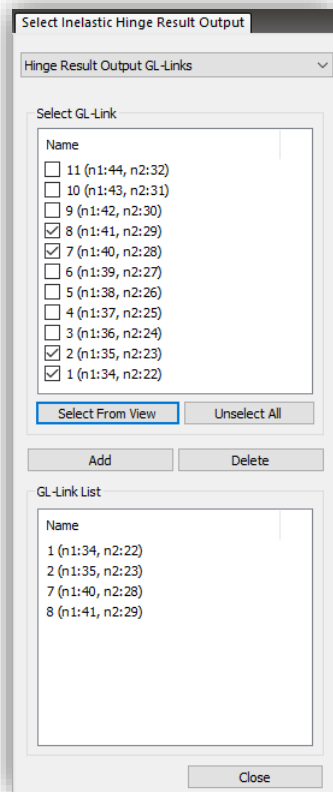 Select Inelastic Hinge Result Output
Hinge Result Output GL-Links
Select GL-Link
Name
11 (n1:44, n2:32)
10 (n1:43, n2:31)
9 (n1:42, n2:30)
8 (n1:41, n2:29)
7 (n1:40, n2:28)
6 (n1:39, n2:27)
5 (n1:38, n2:26)
4 (n1:37, n2:25)
3 (n1:36, n2:24)
2 (n1:35, n2:23)
1 (n1:34, n2:22)
Select From View Unselect All
Add Delete
GL-Link List
Name
1 (n1:34, n2:22)
2 (n1:35, n2:23)
7 (n1:40, n2:28)
8 (n1:41, n2:29)
Close